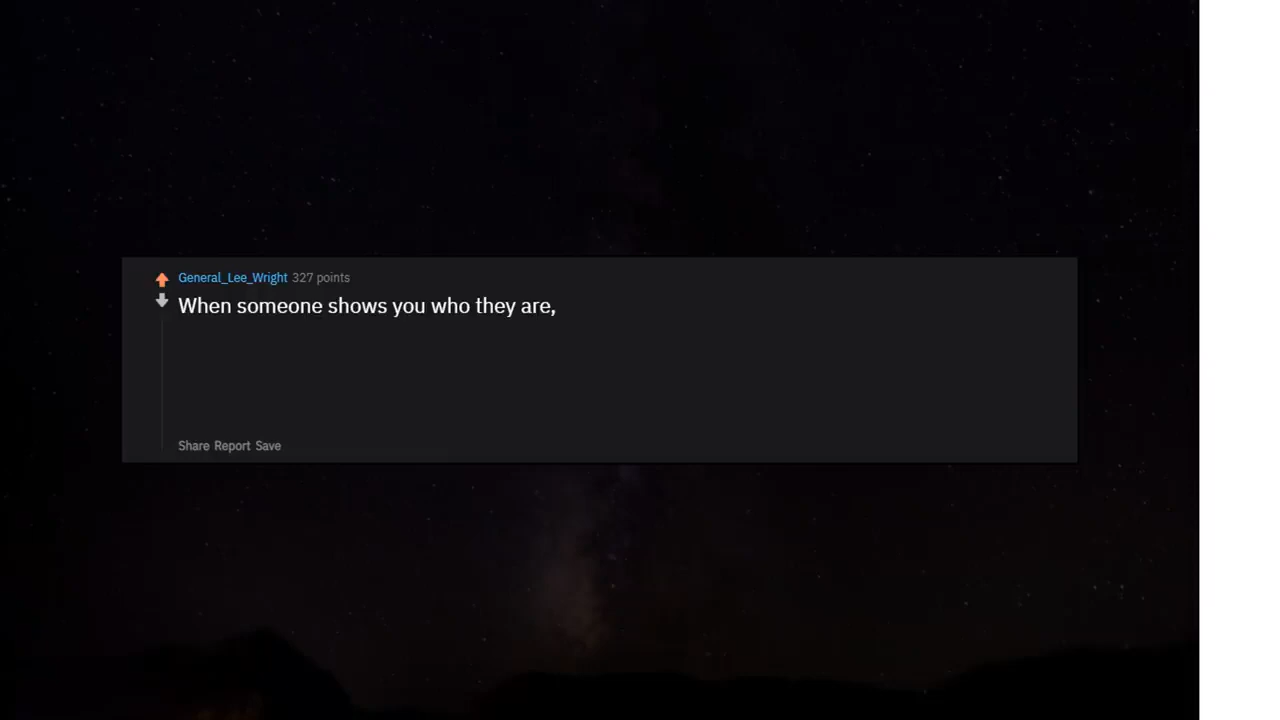 General_Lee_Wright 327 points
When someone shows you who they are,
Share Report Save